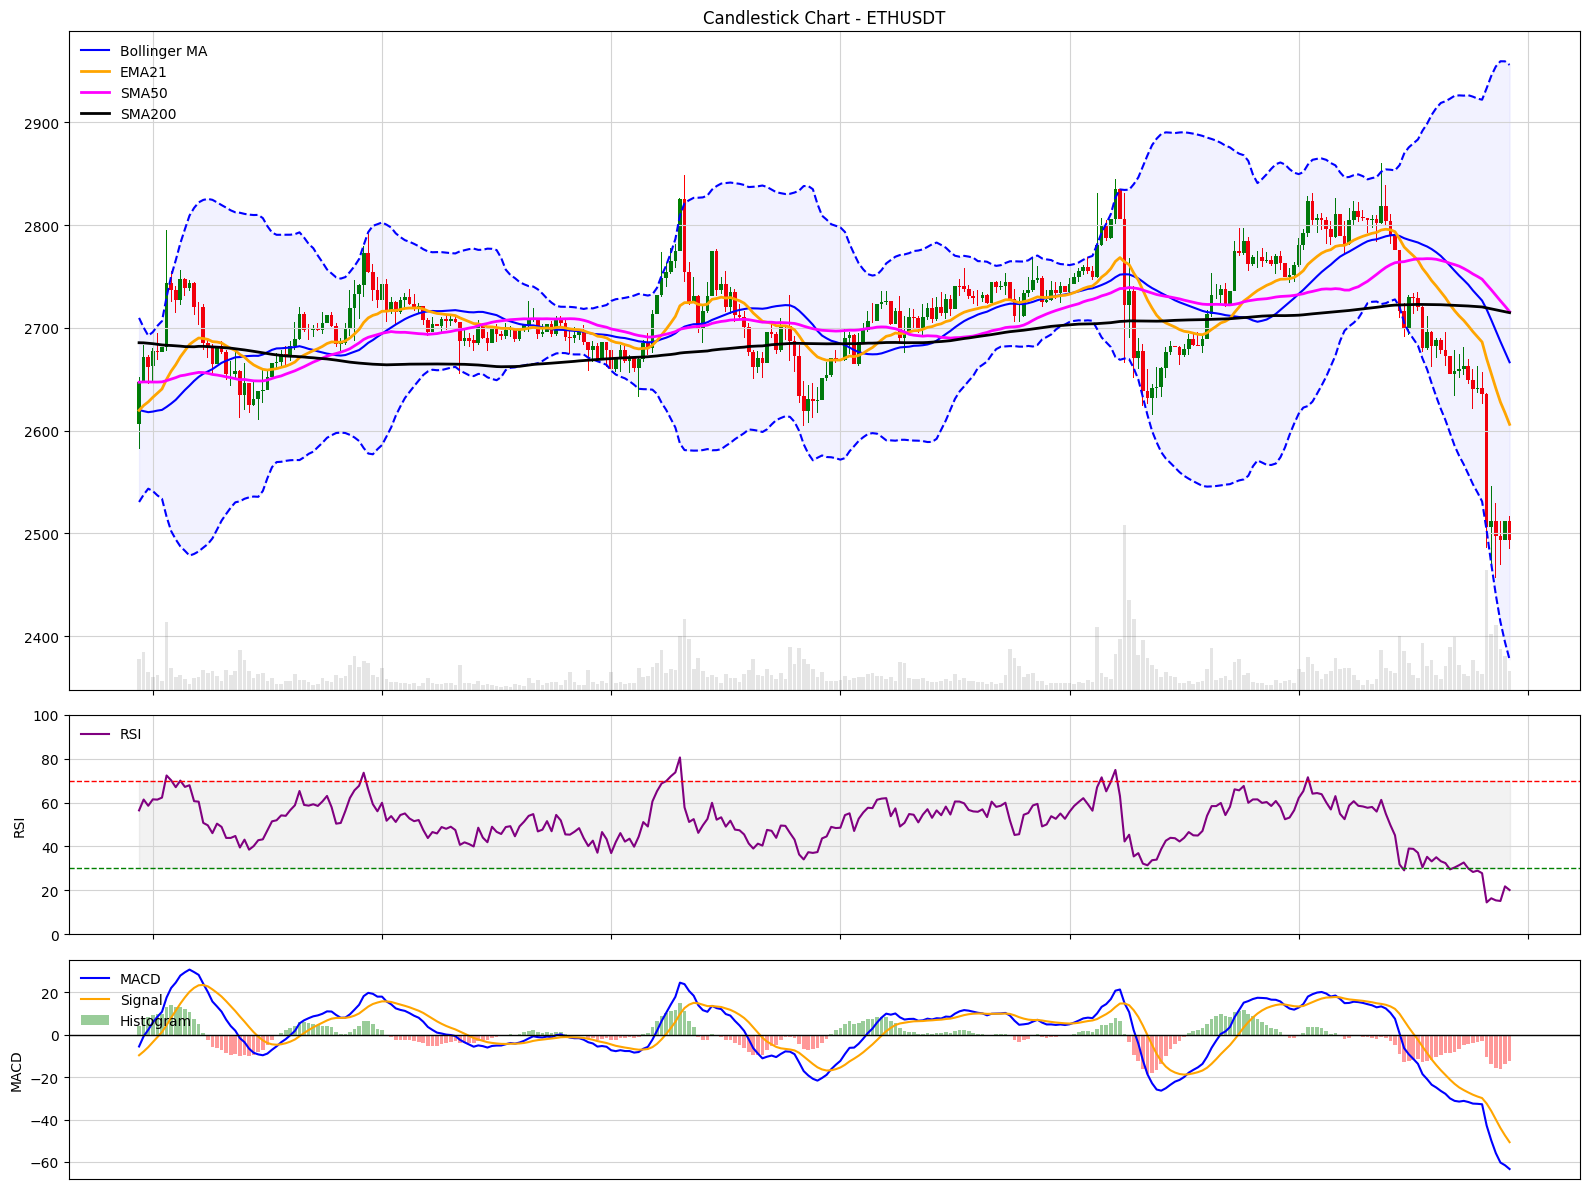 Candlestick Chart - ETHUSDT
Bollinger MA
EMA21
SMA50
SMA200
2900
2800
2700
2600
2500
2400
RSI
100
80
60
40
20
0
RSI
MACD
Signal
Histogram
20
0
−20
−40
−60
MACD